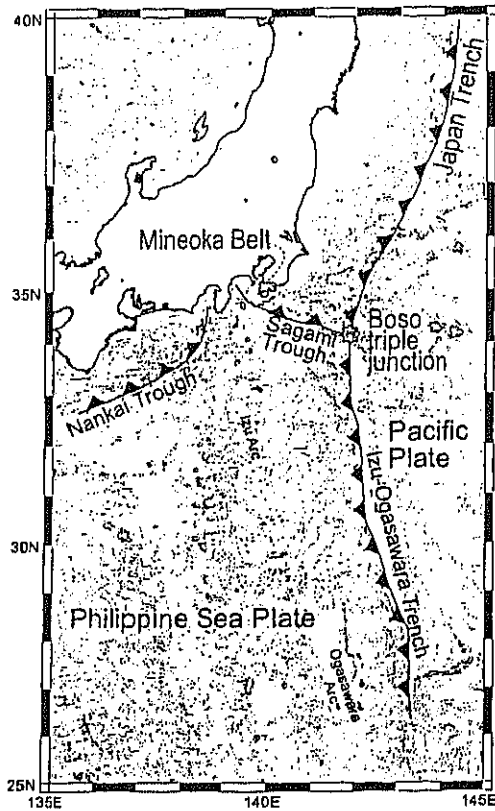 40N
Japan Trench
Mineoka Belt
35N
Sagami
Trough
Boso
triple
junction
Nankai Trough
Izu Arc
Pacific
Plate
Izu-Ogasawara Trench
30N
Philippine Sea Plate
Ogasawara
Arc
25N
135E
140E
145E